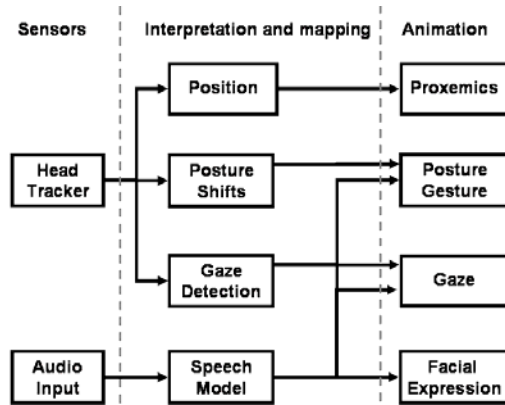 Sensors
Interpretation and mapping
Animation
Position
Proxemics
Head
Tracker
Posture
Shifts
Posture
Gesture
Gaze
Detection
Gaze
Audio
Input
Speech
Model
Facial
Expression